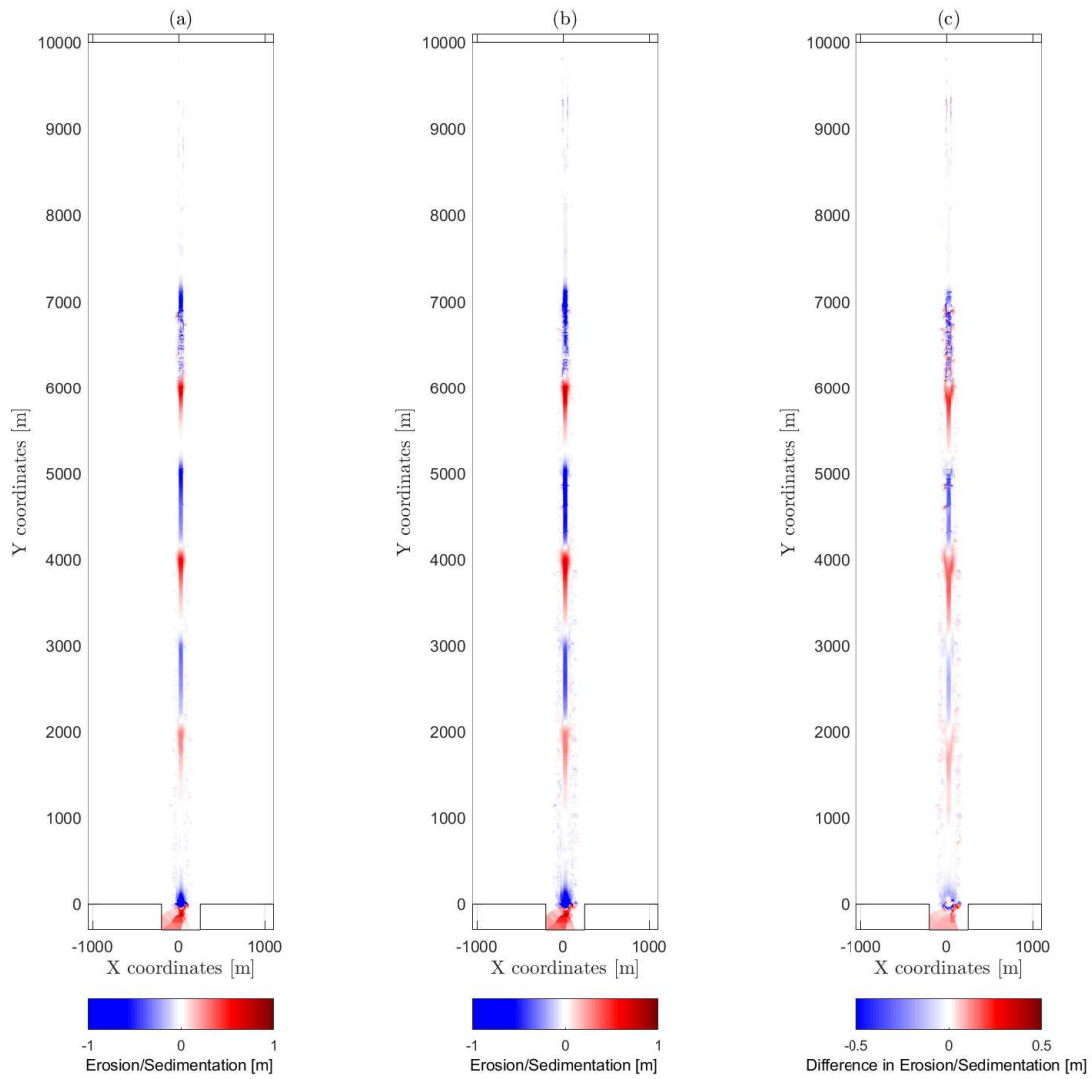 (a) (b) (c)
10000 10000 10000
9000 9000 9000
8000 8000 8000
7000 7000 7000
6000 6000 6000
5000 5000 5000
4000 4000 4000
3000 3000 3000
2000 2000 2000
1000 1000 1000
0 0 0
Y coordinates [m] Y coordinates [m] Y coordinates [m]
-1000 0 1000 -1000 0 1000 -1000 0 1000
X coordinates [m] X coordinates [m] X coordinates [m]
-1 0 1 -1 0 1 -0.5 0 0.5
Erosion/Sedimentation [m] Erosion/Sedimentation [m] Difference in Erosion/Sedimentation [m]